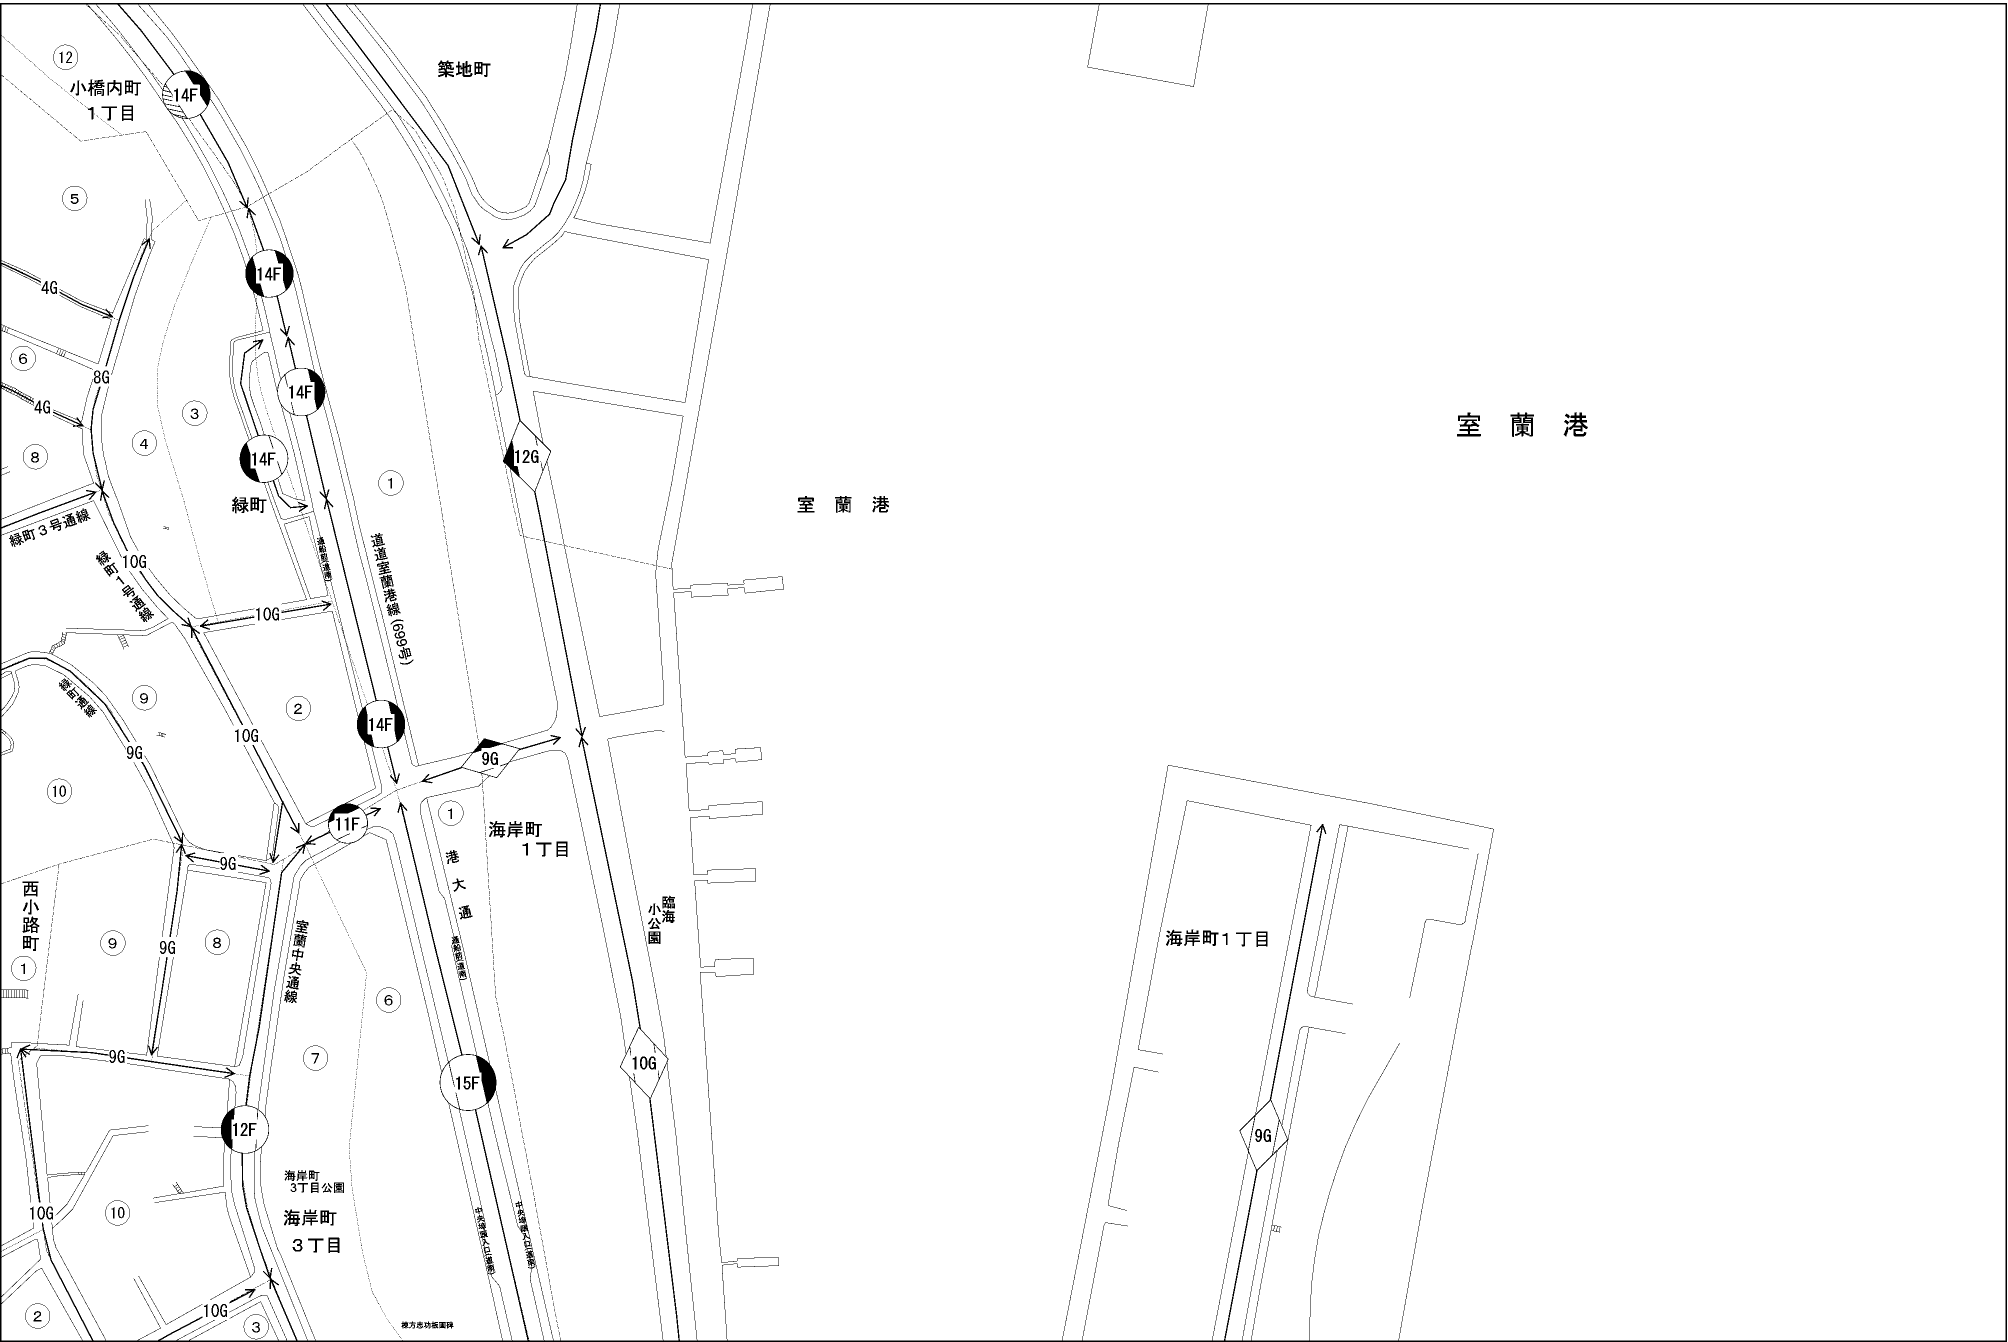 12
築地町
小橋内町
１丁目
14F
5
4G
14F
6
8G
14F
4G
3
4
室 蘭 港
8
14F
12G
1
緑町
室 蘭 港
緑町３号通線
道道室蘭港線(699号)
10G
緑町１号通線
10G
9
緑町通線
2
14F
10G
9G
9G
10
1
11F
海岸町
１丁目
港大通
9G
西小路町
臨海
小公園
9
8
9G
室蘭中央通線
海岸町１丁目
1
6
9G
7
10G
15F
12F
9G
海岸町
3丁目公園
10G
10
海岸町
３丁目
10G
2
3